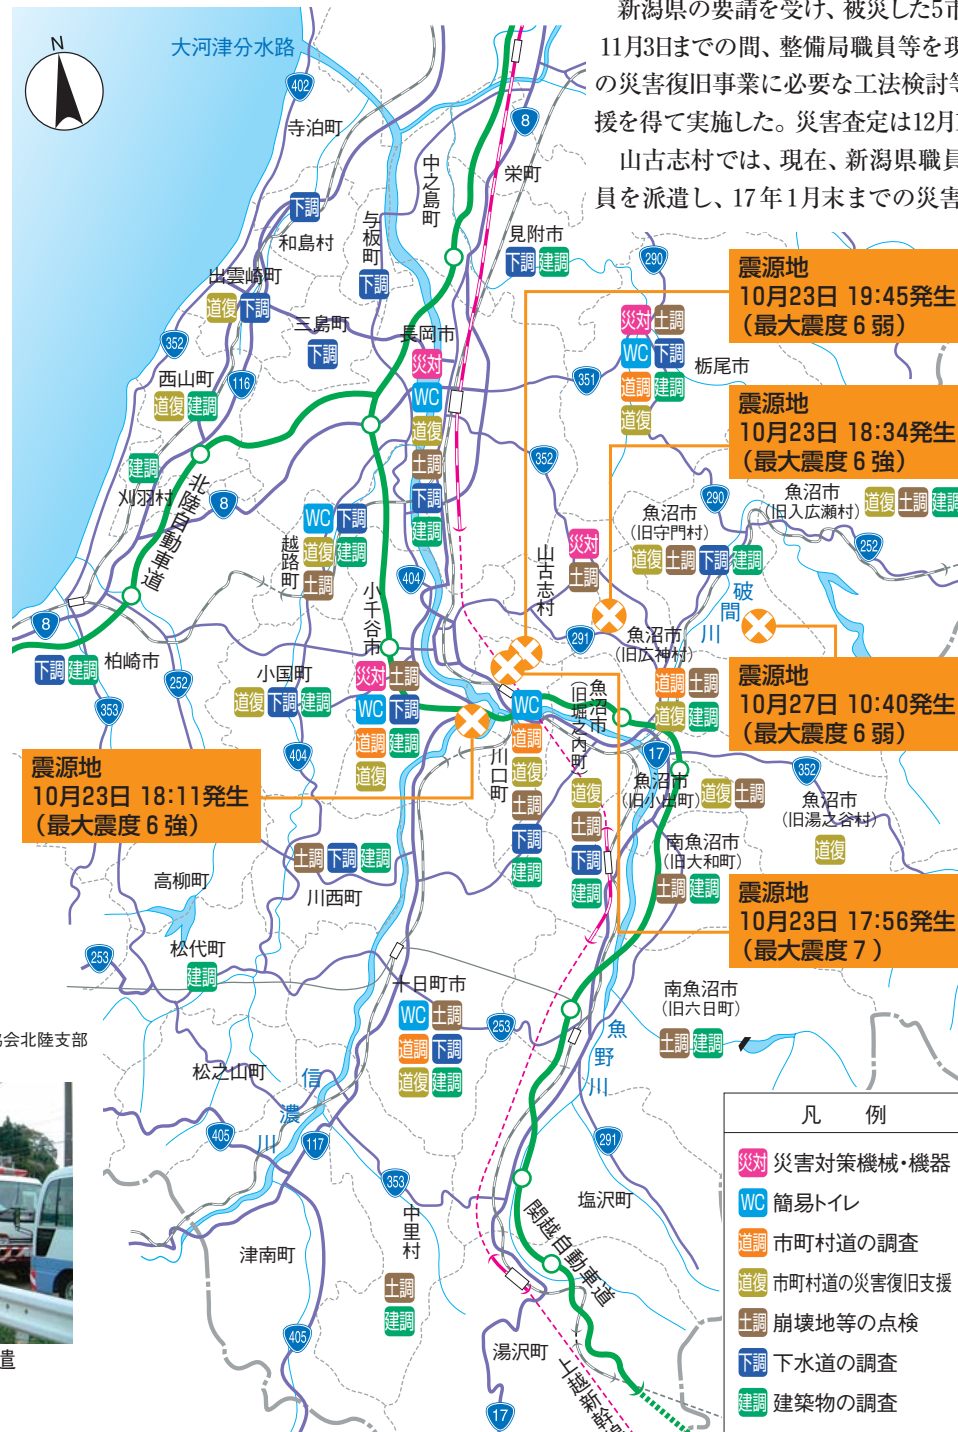 新潟県の要請を受け、被災した5市
11月3日までの間、整備局職員等を現
の災害復旧事業に必要な工法検討等
援を得て実施した。災害査定は12月
山古志村では、現在、新潟県職員
員を派遣し、17年1月末までの災害
N
大河津分水路
402
寺泊町
8
栄町
中之島町
下調
和島村
与板町
下調
見附市
下調 建調
290
出雲崎町
道復 下調
三島町
下調
長岡市
災対
WC
道復
土調
下調
建調
352
西山町
道復 建調
116
災対 土調
WC 下調
道調 建調
道復
栃尾市
351
352
震源地
10月23日 19:45発生
(最大震度6弱)
震源地
10月23日 18:34発生
(最大震度6強)
建調
刈羽村
北陸自動車道
8
WC 下調
道復 建調
土調
越路町
小千谷市
404
山古志村
災対
土調
290
魚沼市
(旧守門村)
道復 土調 下調 建調
魚沼市
(旧入広瀬村)
道復 土調 建調
252
破間川
8
下調 建調
柏崎市
353
252
小国町
道復 下調 建調
404
災対 土調
WC 下調
道調 建調
道復
291
魚沼市
(旧広神村)
道調 土調
道復 建調
震源地
10月27日 10:40発生
(最大震度6弱)
震源地
10月23日 18:11発生
(最大震度6強)
WC
道調
道復
土調
下調
建調
川口町
魚沼市
(旧堀之内町)
道復
土調
下調
建調
17
魚沼市
(旧小出町)
道復 土調
352
魚沼市
(旧湯之谷村)
道復
南魚沼市
(旧大和町)
土調 建調
震源地
10月23日 17:56発生
(最大震度7)
土調 下調 建調
川西町
高柳町
253
松代町
建調
十日町市
WC 土調
道調 下調
道復 建調
253
南魚沼市
(旧六日町)
土調 建調
魚野川
会北陸支部
松之山町
信濃川
405
117
353
中里村
土調
建調
291
塩沢町
関越自動車道
津南町
405
湯沢町
17
上越新幹
遣
凡 例
災対 災害対策機械・機器
WC 簡易トイレ
道調 市町村道の調査
道復 市町村道の災害復旧支援
土調 崩壊地等の点検
下調 下水道の調査
建調 建築物の調査